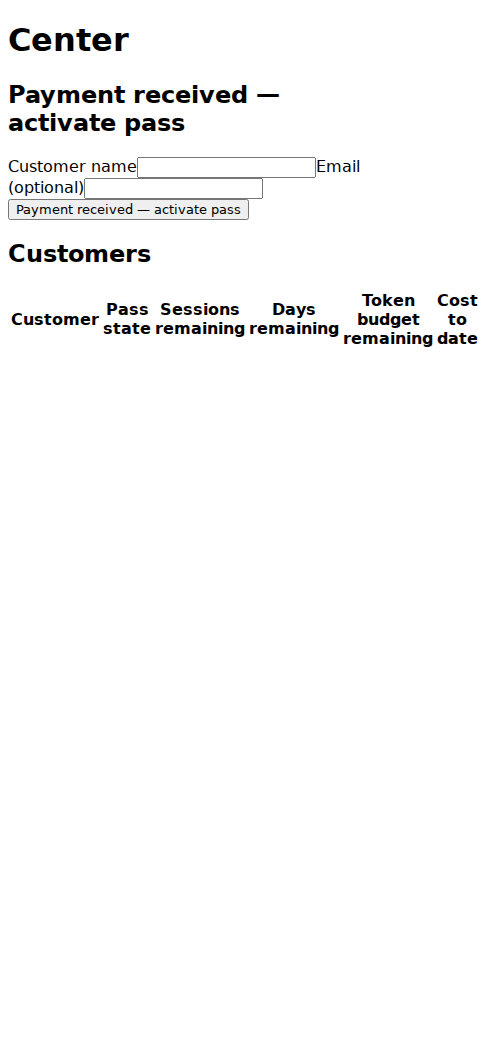 Center
Payment received —
activate pass
Customer name Email
(optional)
Payment received — activate pass
Customers
Customer Pass state Sessions remaining Days remaining Token budget remaining Cost to date